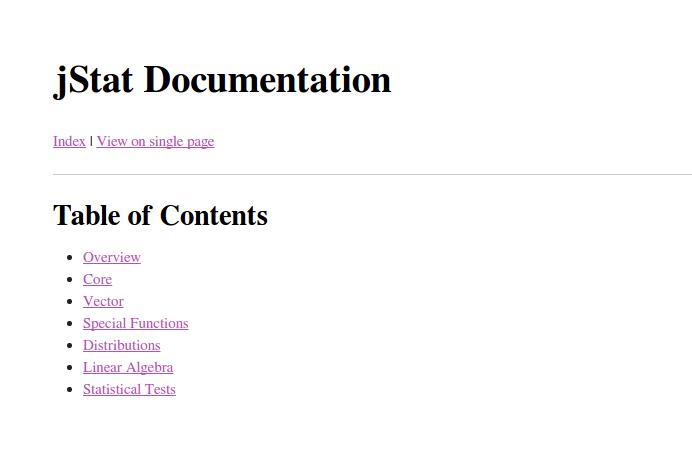 jStat Documentation
Index | View on single page
Table of Contents
Overview
Core
Vector
Special Functions
Distributions
Linear Algebra
Statistical Tests